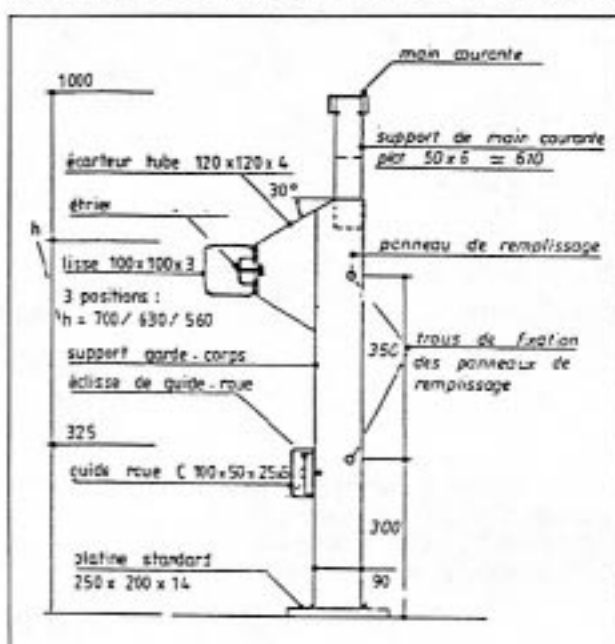 main courante
1000
support de main courante
plat 50 x 6 = 610
écarteur tube 120 x 120 x 4
30°
étrier
h
panneau de remplissage
lisse 100 x 100 x 3
3 positions :
h = 700 / 630 / 560
350
trous de fixation
des panneaux de
remplissage
support garde-corps
éclisse de guide-roue
325
guide roue C 100 x 50 x 25
300
platine standard
250 x 200 x 14
90